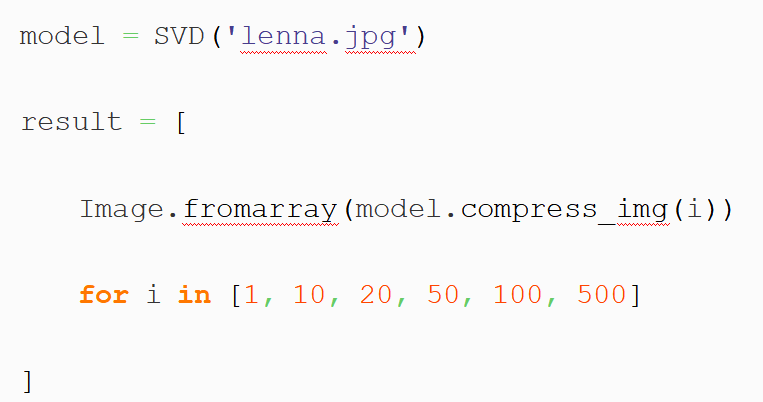 model = SVD('lenna.jpg')
result = [
Image.fromarray(model.compress_img(i))
for i in [1, 10, 20, 50, 100, 500]
]